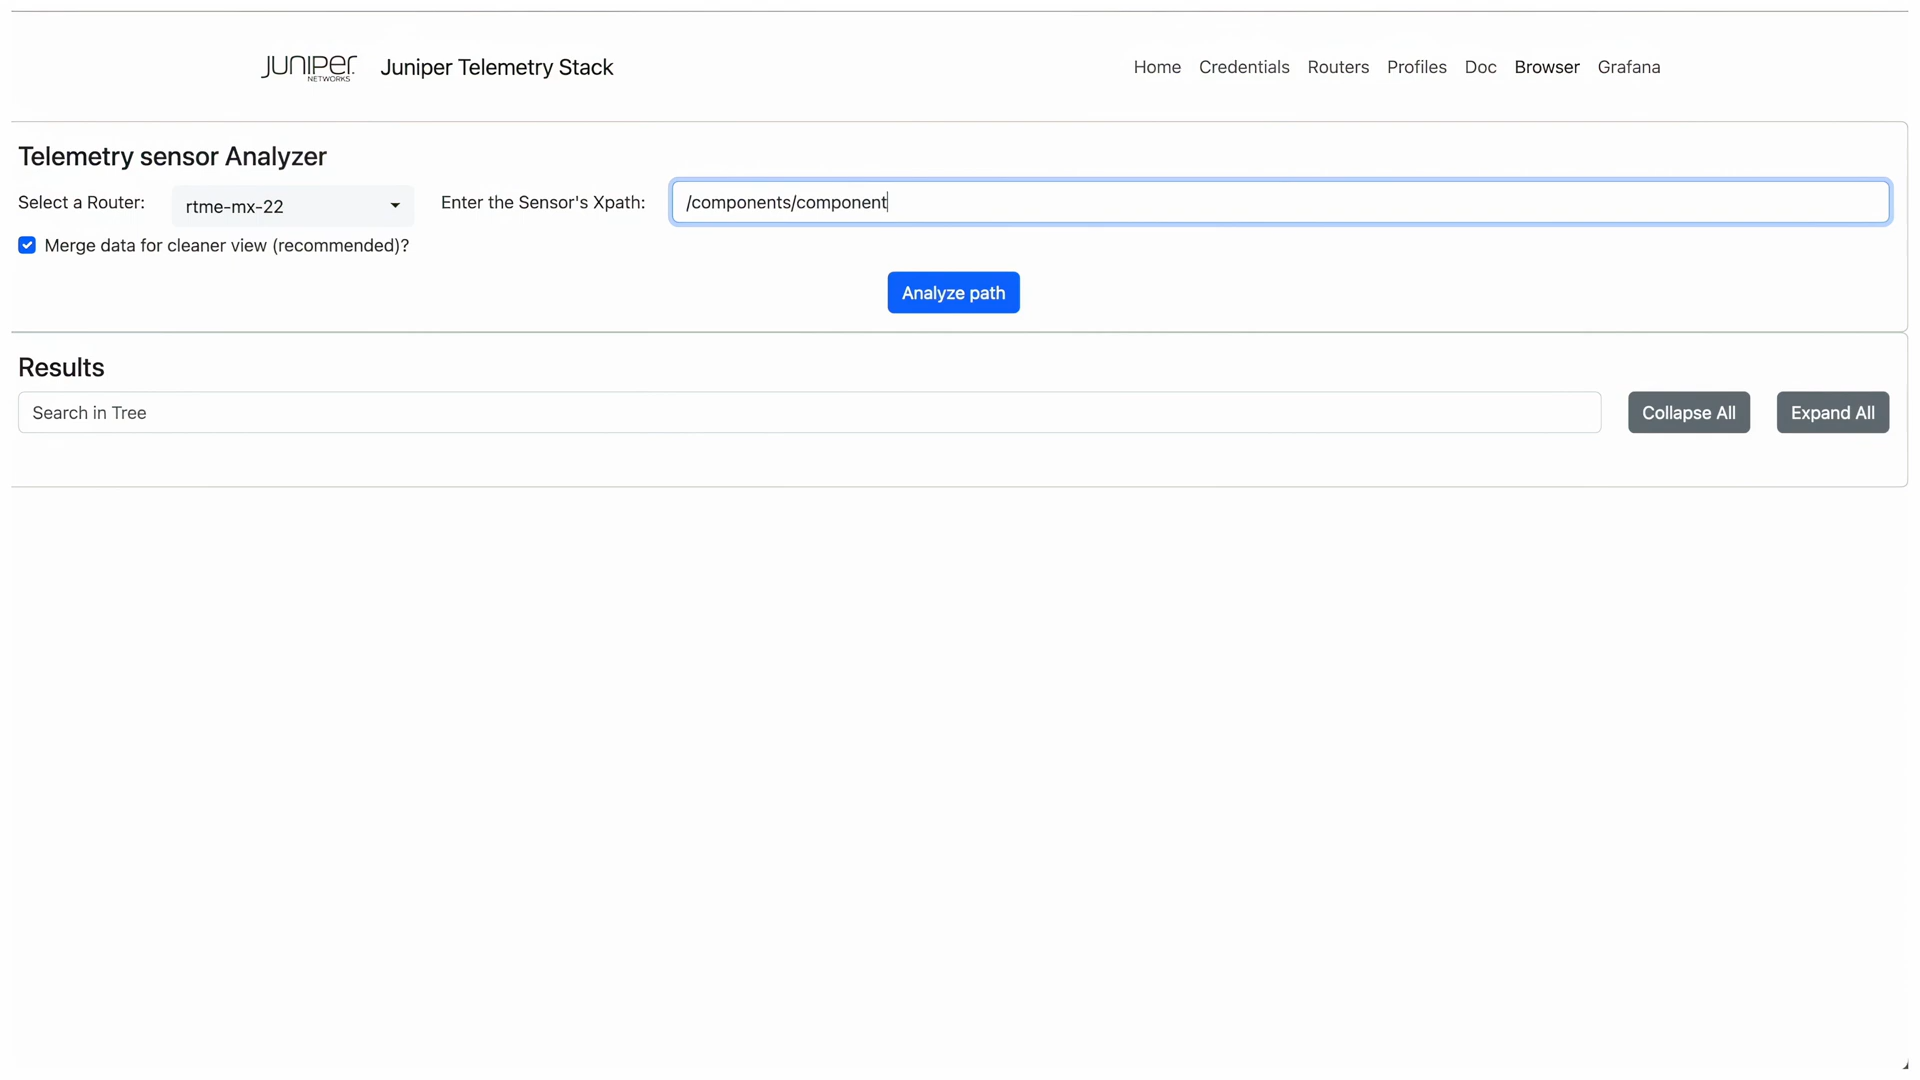 JUNIPER NETWORKS Juniper Telemetry Stack Home Credentials Routers Profiles Doc Browser Grafana
Telemetry sensor Analyzer
Select a Router: rtme-mx-22 Enter the Sensor's Xpath: /components/component
Merge data for cleaner view (recommended)?
Analyze path
Results
Search in Tree Collapse All Expand All